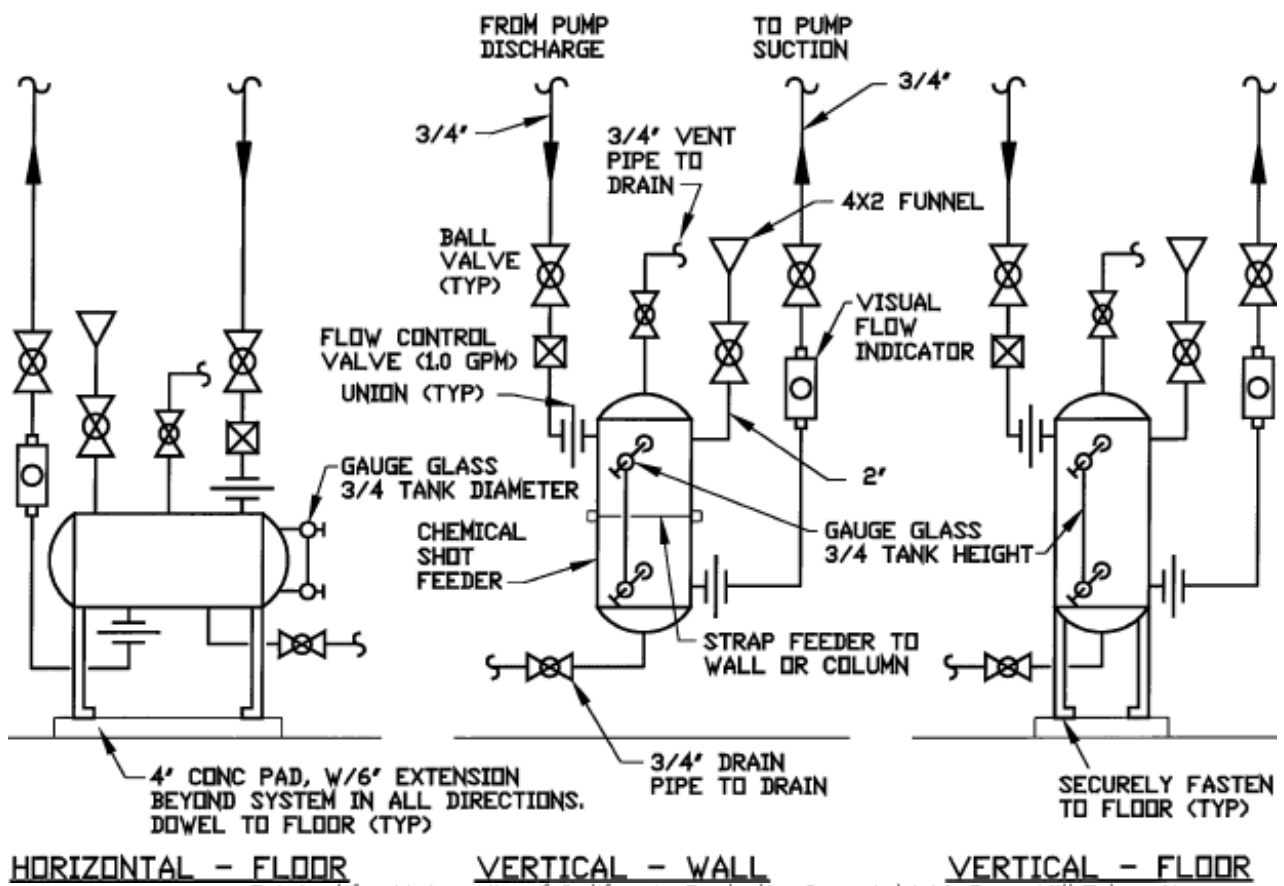 FROM PUMP
DISCHARGE
TO PUMP
SUCTION
3/4"
3/4"
3/4" VENT
PIPE TO
DRAIN
4X2 FUNNEL
BALL
VALVE
(TYP)
VISUAL
FLOW
INDICATOR
FLOW CONTROL
VALVE (1.0 GPM)
UNION (TYP)
GAUGE GLASS
3/4 TANK DIAMETER
2"
CHEMICAL
SHOT
FEEDER
GAUGE GLASS
3/4 TANK HEIGHT
STRAP FEEDER TO
WALL OR COLUMN
4" CONC PAD, W/6" EXTENSION
BEYOND SYSTEM IN ALL DIRECTIONS.
DOWEL TO FLOOR (TYP)
3/4" DRAIN
PIPE TO DRAIN
SECURELY FASTEN
TO FLOOR (TYP)
HORIZONTAL - FLOOR
VERTICAL - WALL
VERTICAL - FLOOR